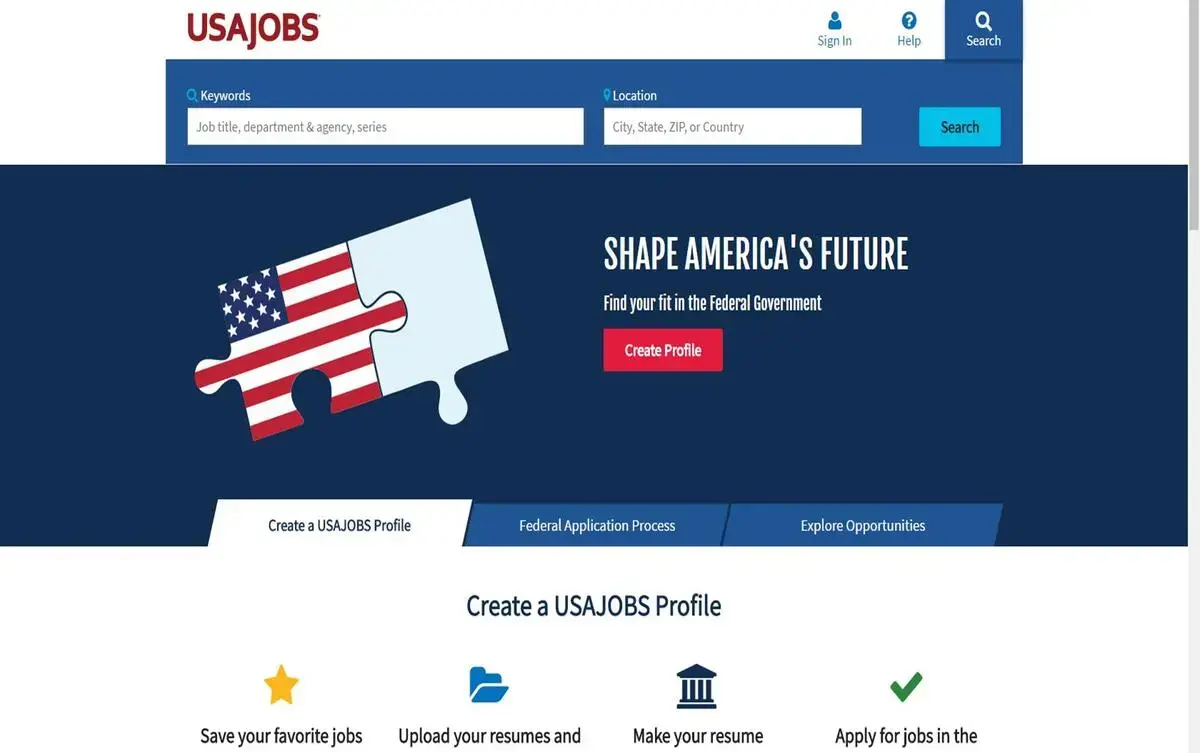 USAJOBS
Sign In
Help
Search
Keywords
Location
Job title, department & agency, series
City, State, ZIP, or Country
Search
SHAPE AMERICA'S FUTURE
Find your fit in the Federal Government
Create Profile
Create a USAJOBS Profile
Federal Application Process
Explore Opportunities
Create a USAJOBS Profile
Save your favorite jobs
Upload your resumes and
Make your resume
Apply for jobs in the